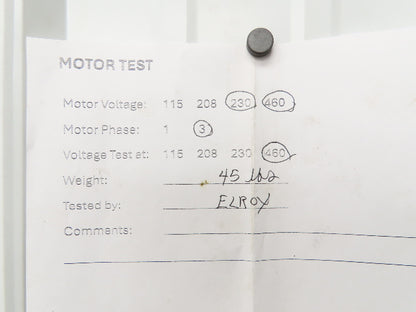 MOTOR TEST
Motor Voltage: 115 208 230 460
Motor Phase: 1 3
Voltage Test at: 115 208 230 460
Weight: 45 lbs
Tested by: ELROY
Comments: